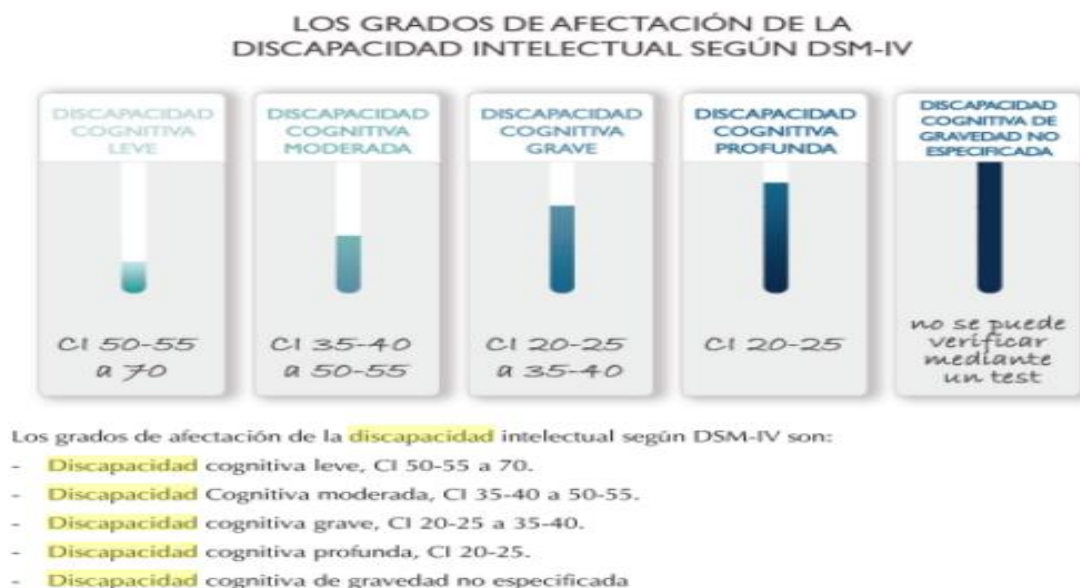 LOS GRADOS DE AFECTACIÓN DE LA
DISCAPACIDAD INTELECTUAL SEGÚN DSM-IV
DISCAPACIDAD
COGNITIVA
LEVE
CI 50-55
a 70
DISCAPACIDAD
COGNITIVA
MODERADA
CI 35-40
a 50-55
DISCAPACIDAD
COGNITIVA
GRAVE
CI 20-25
a 35-40
DISCAPACIDAD
COGNITIVA
PROFUNDA
CI 20-25
DISCAPACIDAD
COGNITIVA DE
GRAVEDAD NO
ESPECIFICADA
no se puede
verificar
mediante
un test
Los grados de afectación de la discapacidad intelectual según DSM-IV son:
- Discapacidad cognitiva leve, CI 50-55 a 70.
- Discapacidad Cognitiva moderada, CI 35-40 a 50-55.
- Discapacidad cognitiva grave, CI 20-25 a 35-40.
- Discapacidad cognitiva profunda, CI 20-25.
- Discapacidad cognitiva de gravedad no especificada